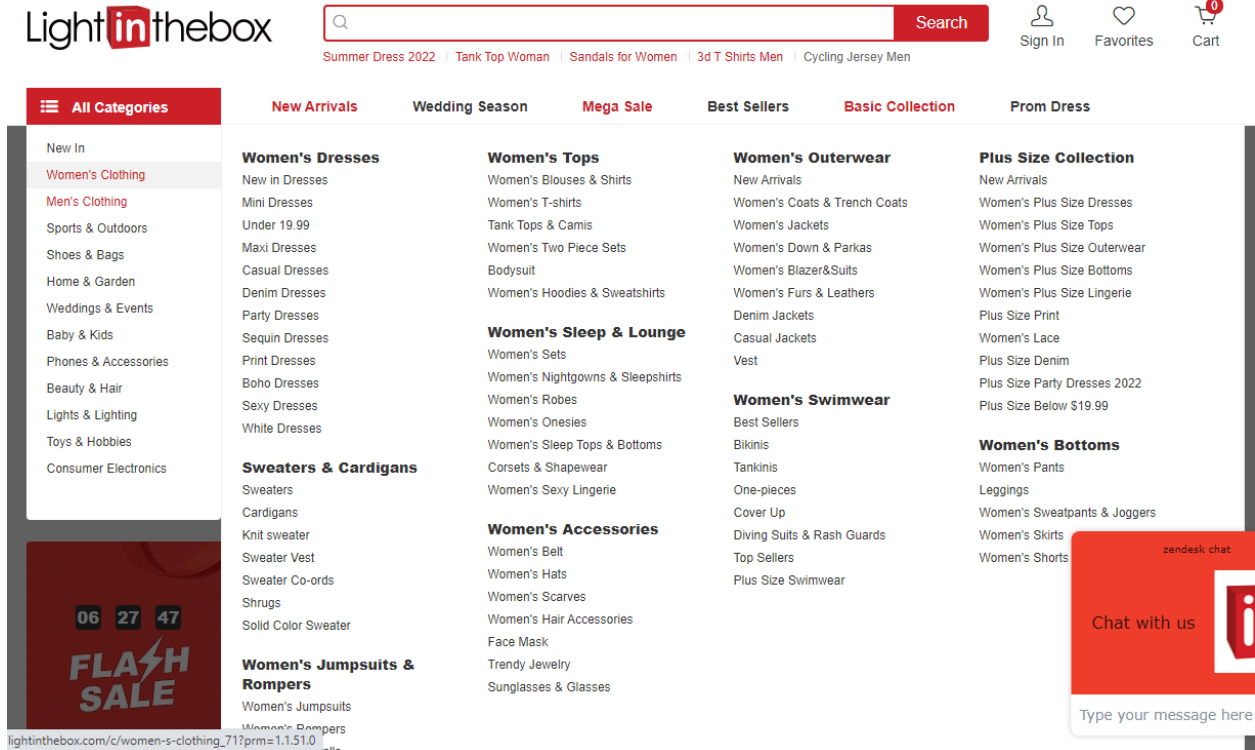 Lightinthebox
Search
0
Sign In
Favorites
Cart
Summer Dress 2022
Tank Top Woman
Sandals for Women
3d T Shirts Men
Cycling Jersey Men
All Categories
New Arrivals
Wedding Season
Mega Sale
Best Sellers
Basic Collection
Prom Dress
New In
Women's Clothing
Men's Clothing
Sports & Outdoors
Shoes & Bags
Home & Garden
Weddings & Events
Baby & Kids
Phones & Accessories
Beauty & Hair
Lights & Lighting
Toys & Hobbies
Consumer Electronics
06 27 47
FLASH
SALE
Women's Dresses
New in Dresses
Mini Dresses
Under 19.99
Maxi Dresses
Casual Dresses
Denim Dresses
Party Dresses
Sequin Dresses
Print Dresses
Boho Dresses
Sexy Dresses
White Dresses
Sweaters & Cardigans
Sweaters
Cardigans
Knit sweater
Sweater Vest
Sweater Co-ords
Shrugs
Solid Color Sweater
Women's Jumpsuits &
Rompers
Women's Jumpsuits
Women's Rompers
Women's Tops
Women's Blouses & Shirts
Women's T-shirts
Tank Tops & Camis
Women's Two Piece Sets
Bodysuit
Women's Hoodies & Sweatshirts
Women's Sleep & Lounge
Women's Sets
Women's Nightgowns & Sleepshirts
Women's Robes
Women's Onesies
Women's Sleep Tops & Bottoms
Corsets & Shapewear
Women's Sexy Lingerie
Women's Accessories
Women's Belt
Women's Hats
Women's Scarves
Women's Hair Accessories
Face Mask
Trendy Jewelry
Sunglasses & Glasses
Women's Outerwear
New Arrivals
Women's Coats & Trench Coats
Women's Jackets
Women's Down & Parkas
Women's Blazer&Suits
Women's Furs & Leathers
Denim Jackets
Casual Jackets
Vest
Women's Swimwear
Best Sellers
Bikinis
Tankinis
One-pieces
Cover Up
Diving Suits & Rash Guards
Top Sellers
Plus Size Swimwear
Plus Size Collection
New Arrivals
Women's Plus Size Dresses
Women's Plus Size Tops
Women's Plus Size Outerwear
Women's Plus Size Bottoms
Women's Plus Size Lingerie
Plus Size Print
Women's Lace
Plus Size Denim
Plus Size Party Dresses 2022
Plus Size Below $19.99
Women's Bottoms
Women's Pants
Leggings
Women's Sweatpants & Joggers
Women's Skirts
Women's Shorts
zendesk chat
Chat with us
Type your message here
lightinthebox.com/c/women-s-clothing_71?prm=1.1.51.0